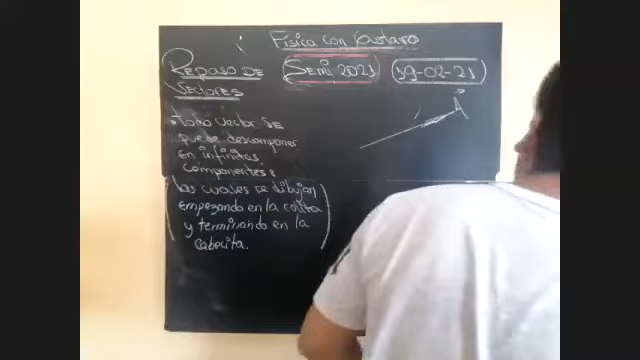 Física con Gustavo
REPASO DE
VECTORES
SEMI 2021
19-02-21
A
• todo vector SE
puede descomponer
en infinitas
componentes
(las cuales se dibujan
empezando en la colita
y terminando en la
cabecita.)